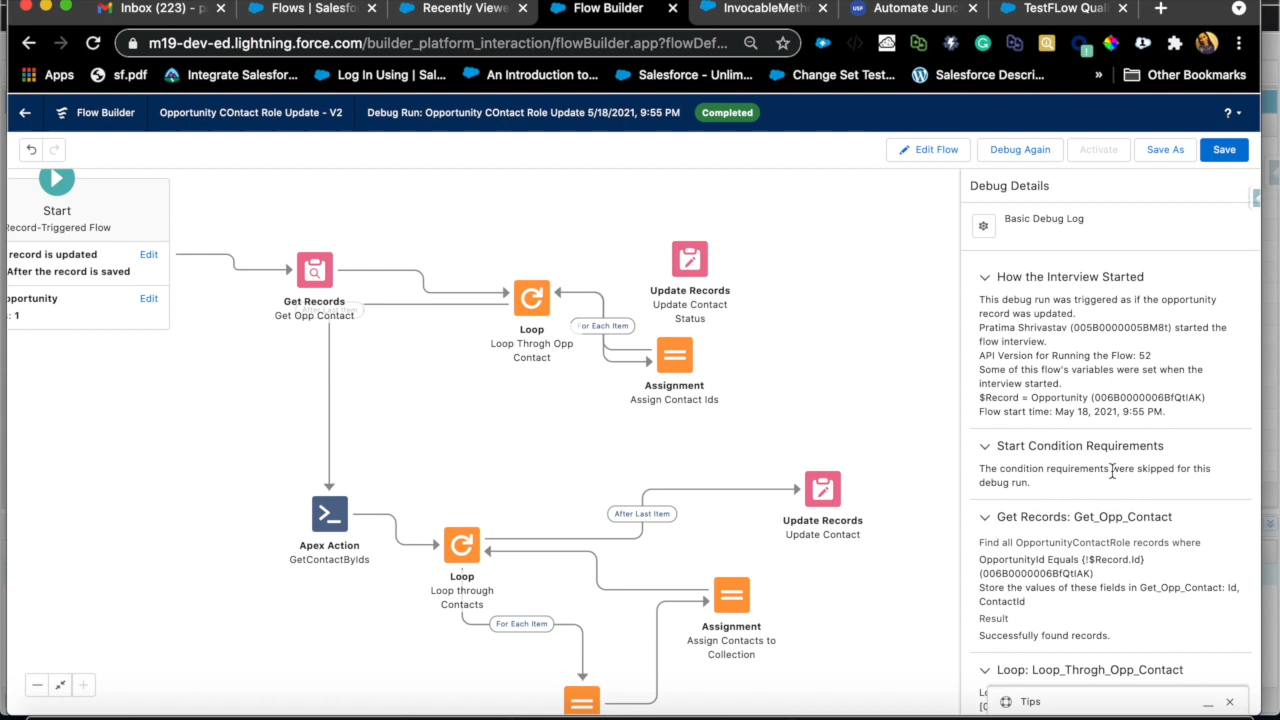 Inbox (223) - p
Flows | Salesfo
Recently Viewe
Flow Builder
InvocableMeth
Automate Junc
TestFLow Quali
m19-dev-ed.lightning.force.com/builder_platform_interaction/flowBuilder.app?flowDef...
Apps
sf.pdf
Integrate Salesfor...
Log In Using | Sal...
An Introduction to...
Salesforce - Unlim...
Change Set Test...
Salesforce Descri...
»
Other Bookmarks
Flow Builder
Opportunity COntact Role Update - V2
Debug Run: Opportunity COntact Role Update 5/18/2021, 9:55 PM
Completed
?
Edit Flow
Debug Again
Activate
Save As
Save
Start
Record-Triggered Flow
record is updated
Edit
After the record is saved
pportunity
Edit
: 1
Get Records
Get Opp Contact
After Last Item
Loop
Loop Throgh Opp
Contact
For Each Item
Update Records
Update Contact
Status
Assignment
Assign Contact Ids
Apex Action
GetContactByIds
Loop
Loop through
Contacts
After Last Item
Update Records
Update Contact
For Each Item
Assignment
Assign Contacts to
Collection
Debug Details
Basic Debug Log
How the Interview Started
This debug run was triggered as if the opportunity
record was updated.
Pratima Shrivastav (005B0000005BM8t) started the
flow interview.
API Version for Running the Flow: 52
Some of this flow's variables were set when the
interview started.
$Record = Opportunity (006B0000006BfQtIAK)
Flow start time: May 18, 2021, 9:55 PM.
Start Condition Requirements
The condition requirements were skipped for this
debug run.
Get Records: Get_Opp_Contact
Find all OpportunityContactRole records where
OpportunityId Equals {!$Record.Id}
(006B0000006BfQtIAK)
Store the values of these fields in Get_Opp_Contact: Id,
ContactId
Result
Successfully found records.
Loop: Loop_Throgh_Opp_Contact
Tips